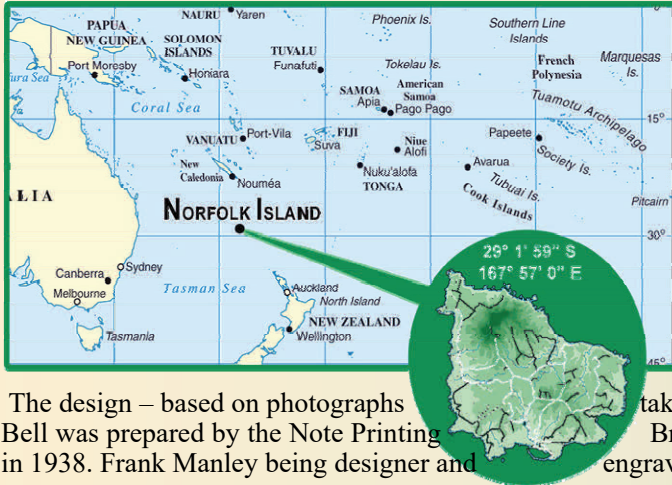 NAURU Yaren
Phoenix Is.
Southern Line
Islands
PAPUA
NEW GUINEA
SOLOMON
ISLANDS
TUVALU
Funafuti
Marquesas
Is.
French
Polynesia
Port Moresby
Honiara
Tokelau Is.
ura Sea
SAMOA
Apia
American
Samoa
Pago Pago
Coral Sea
Tuamotu Archipelago
15°
VANUATU
Port-Vila
FIJI
Suva
Niue
Alofi
Papeete
Society Is.
New
Caledonia
Nouméa
Nuku'alofa
TONGA
Avarua
Tubuai Is.
Cook Islands
Pitcairn
ALIA
NORFOLK ISLAND
30°
29° 1' 59" S
167° 57' 0" E
Canberra
Sydney
Melbourne
Tasman Sea
Auckland
North Island
NEW ZEALAND
Wellington
Tasmania
45°
The design – based on photographs tak
Bell was prepared by the Note Printing Br
in 1938. Frank Manley being designer and engrav